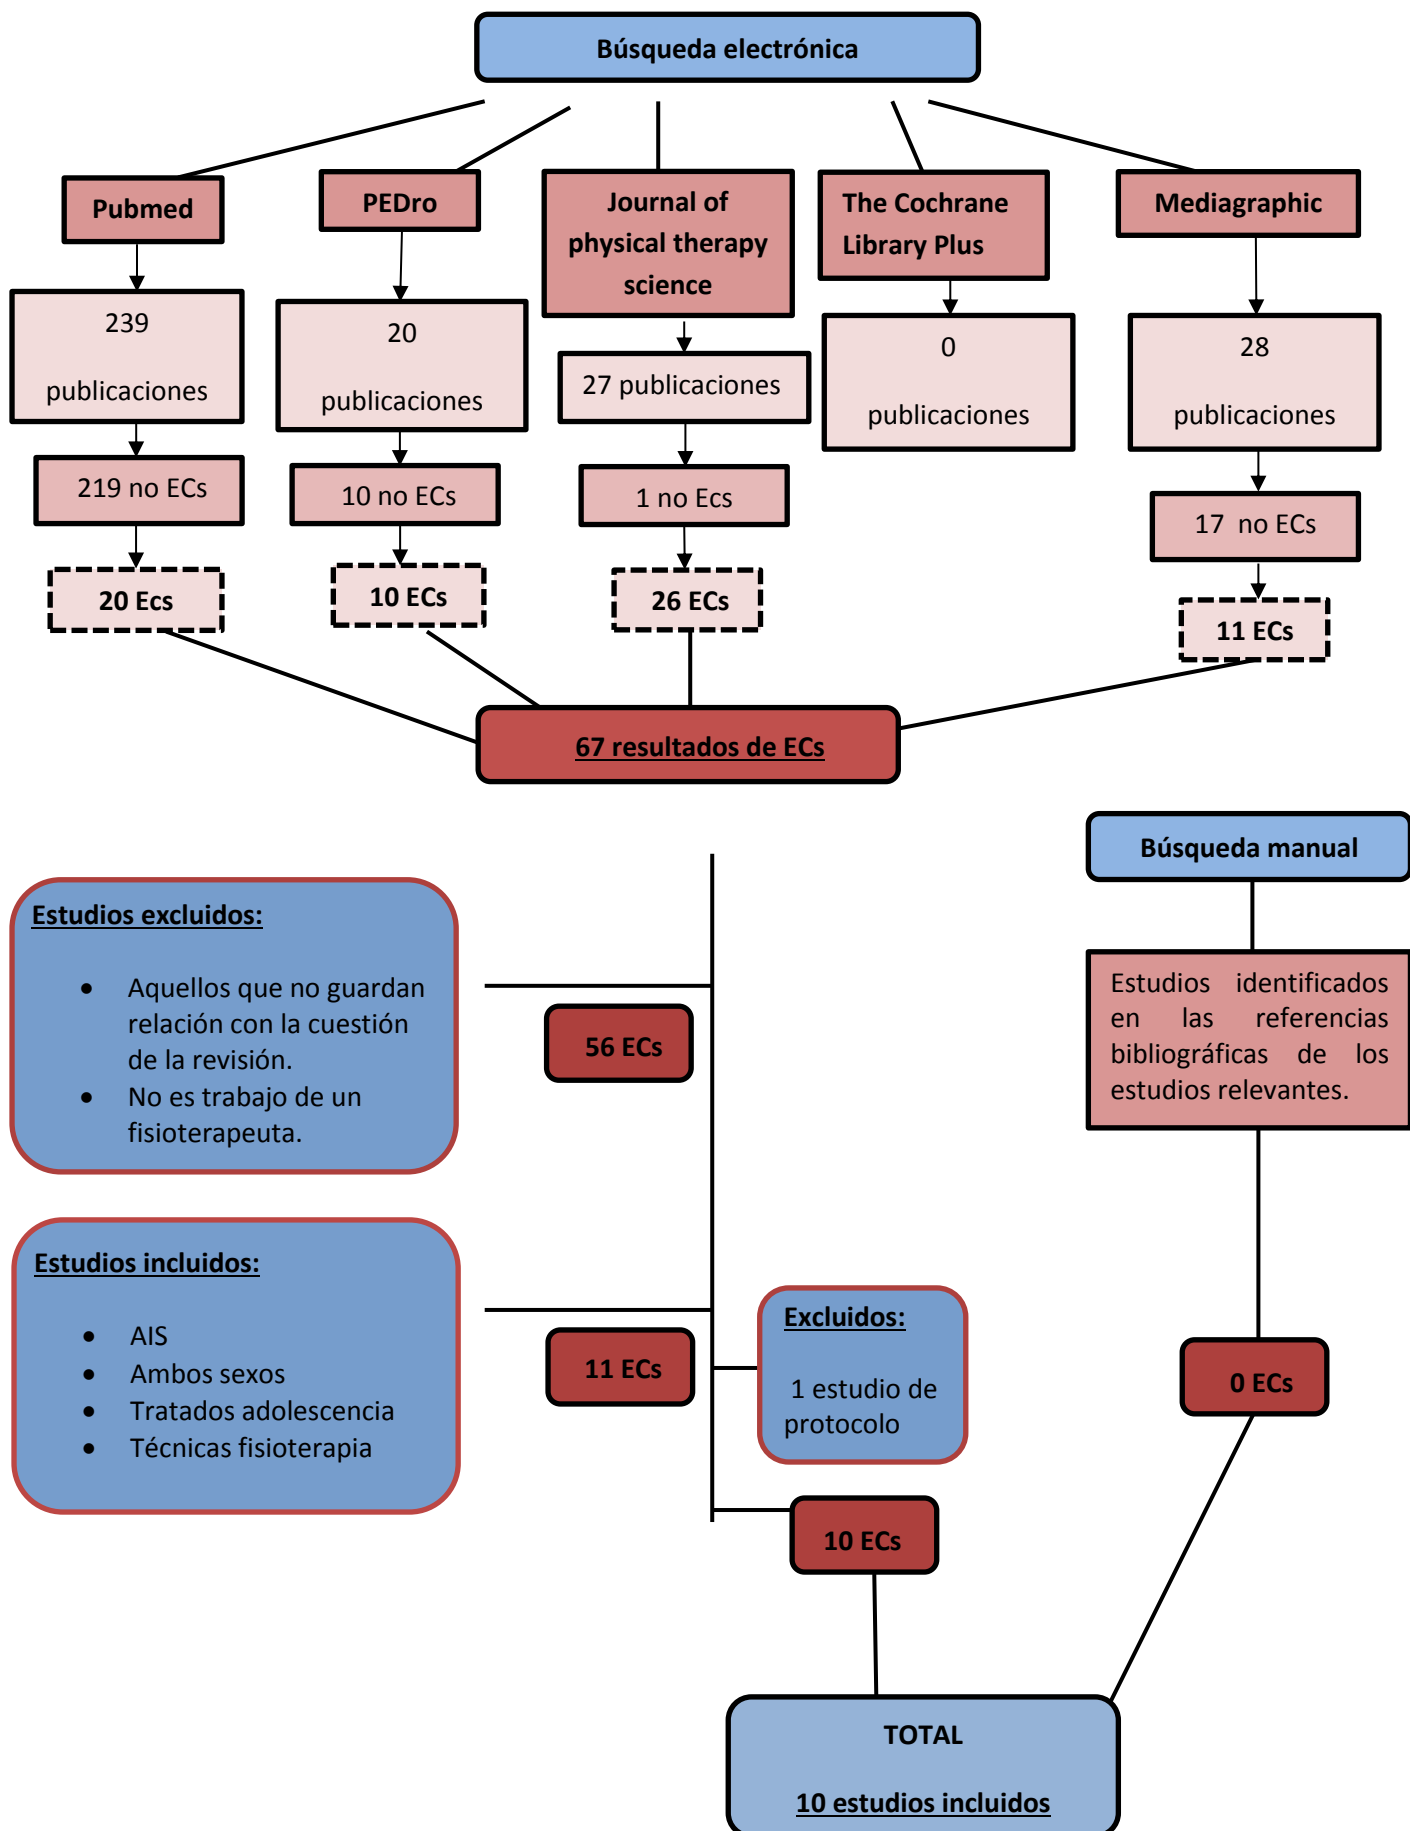 Búsqueda electrónica
Pubmed
PEDro
Journal of
physical therapy
science
The Cochrane
Library Plus
Mediagraphic
239
publicaciones
20
publicaciones
27 publicaciones
0
publicaciones
28
publicaciones
219 no ECs
10 no ECs
1 no Ecs
17 no ECs
20 Ecs
10 ECs
26 ECs
11 ECs
67 resultados de ECs
Búsqueda manual
Estudios excluidos:
• Aquellos que no guardan
relación con la cuestión
de la revisión.
• No es trabajo de un
fisioterapeuta.
56 ECs
Estudios identificados
en las referencias
bibliográficas de los
estudios relevantes.
Estudios incluidos:
• AIS
• Ambos sexos
• Tratados adolescencia
• Técnicas fisioterapia
11 ECs
Excluidos:
1 estudio de
protocolo
0 ECs
10 ECs
TOTAL
10 estudios incluidos